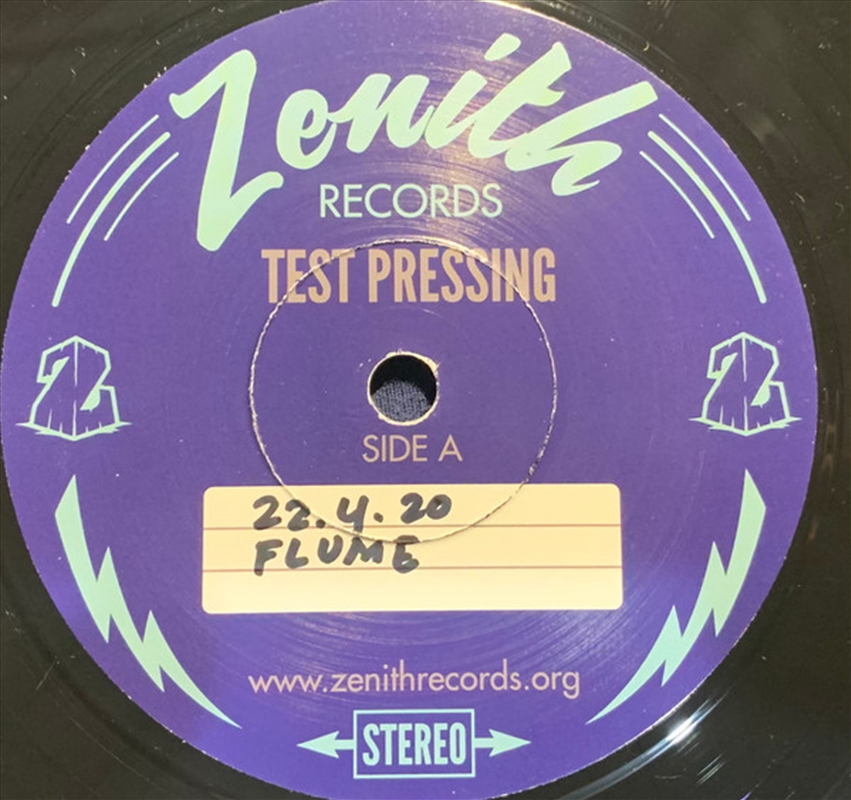 Zenith
RECORDS
TEST PRESSING
Z Z
SIDE A
22.4.20
FLUME
www.zenithrecords.org
STEREO